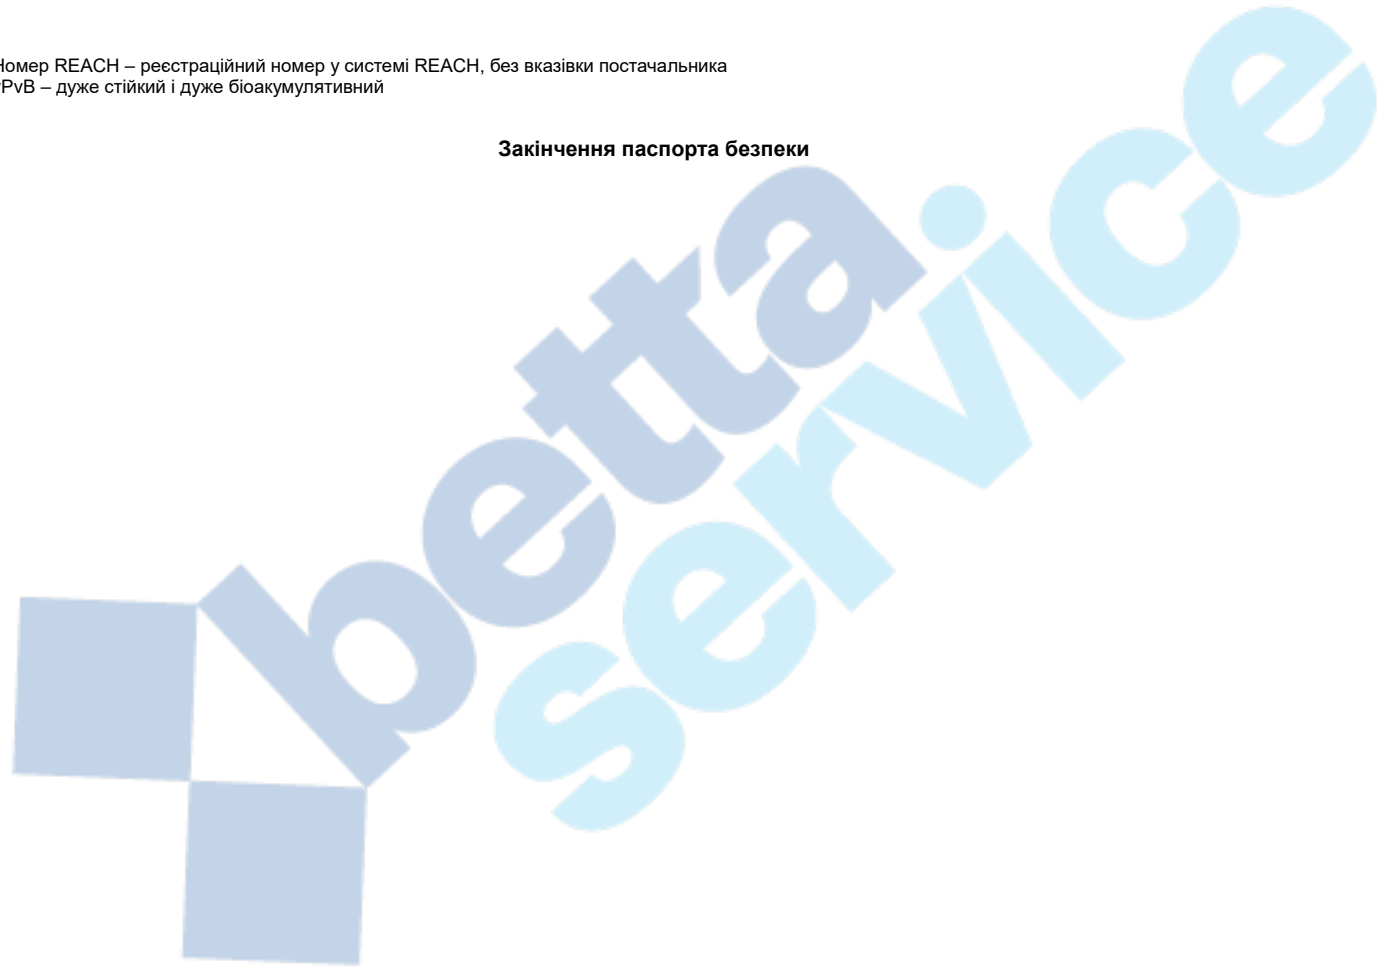 Номер REACH – реєстраційний номер у системі REACH, без вказівки постачальника
PvB – дуже стійкий і дуже біоакумулятивний
Закінчення паспорта безпеки
betta
service